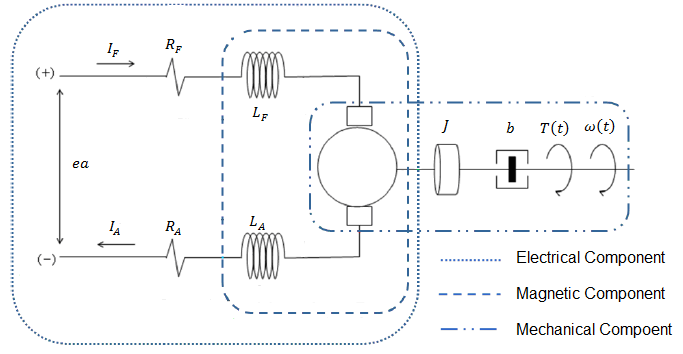 I_F R_F
(+)
L_F
J b T(t) ω(t)
ea
I_A R_A L_A
(−)
Electrical Component
Magnetic Component
Mechanical Compoent